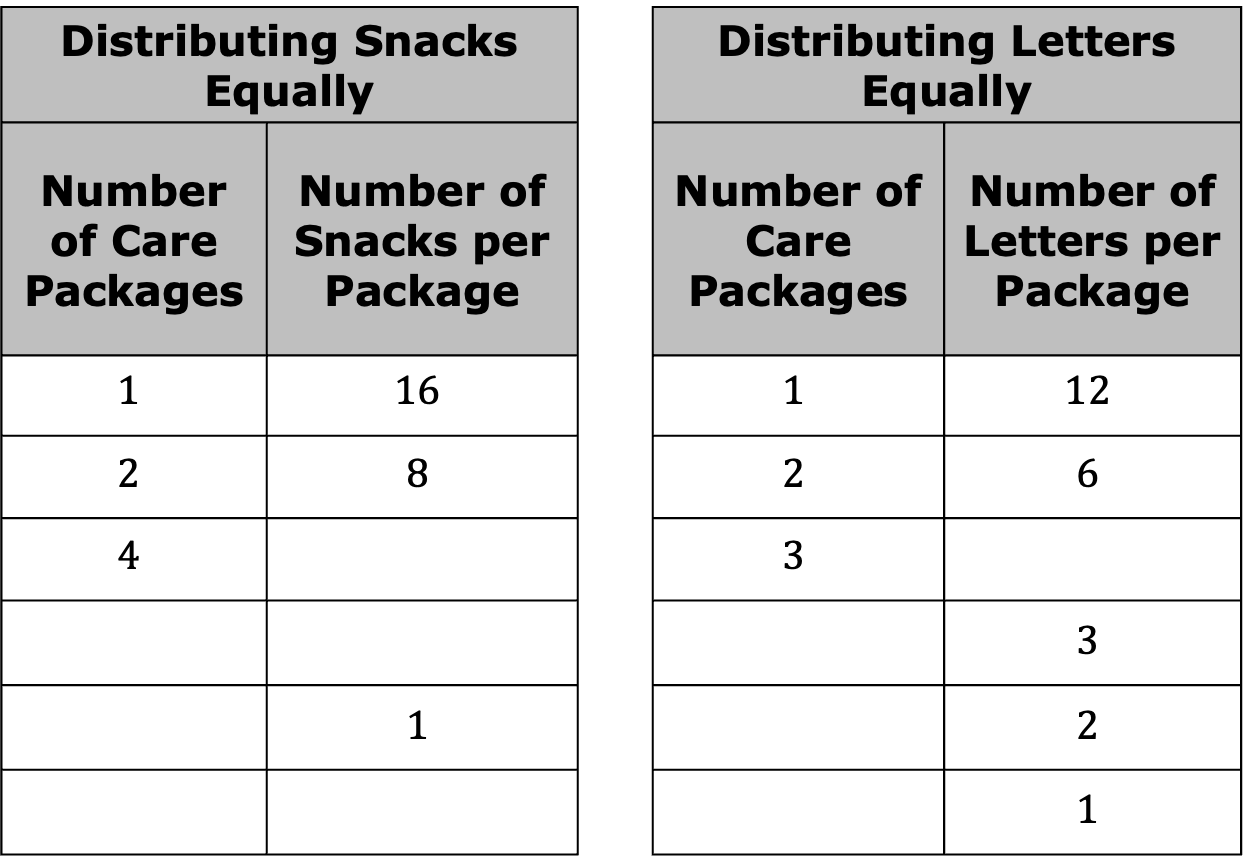 Distributing Snacks
Equally
Number
of Care
Packages
Number of
Snacks per
Package
1 16
2 8
4
1
Distributing Letters
Equally
Number of
Care
Packages
Number of
Letters per
Package
1 12
2 6
3
3
2
1